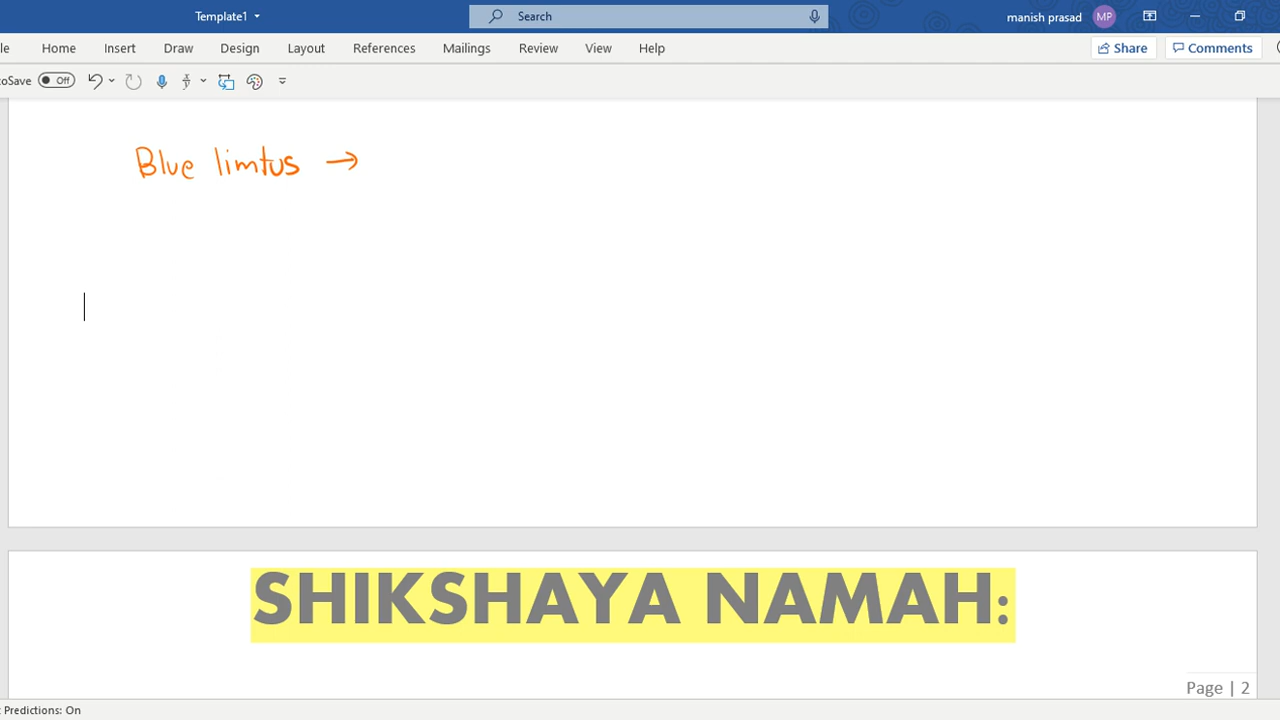 Template1
Search
manish prasad MP
le Home Insert Draw Design Layout References Mailings Review View Help Share Comments
oSave Off
Blue limtus →
SHIKSHAYA NAMAH:
Page | 2
Predictions: On